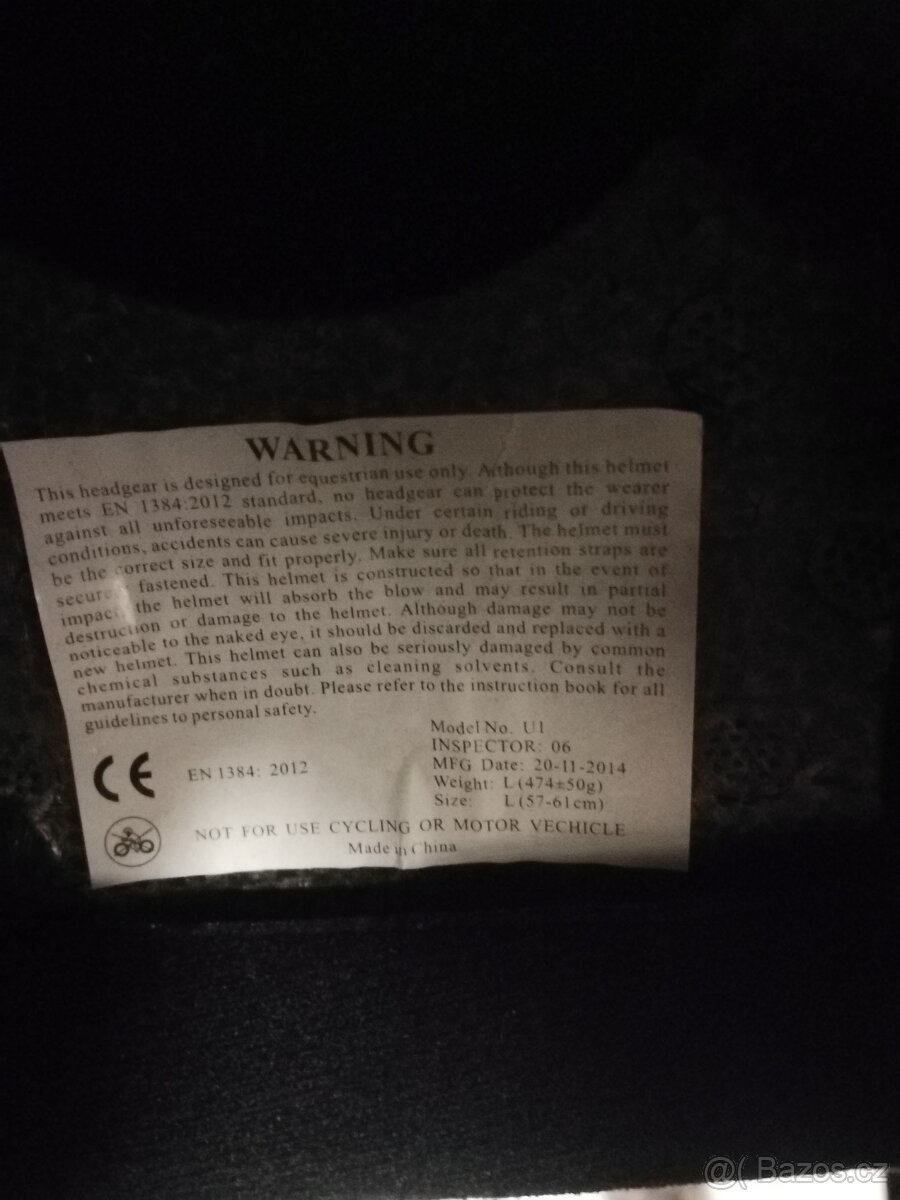 WARNING
This headgear is designed for equestrian use only. Although this helmet
meets EN 1384:2012 standard, no headgear can protect the wearer
against all unforeseeable impacts. Under certain riding or driving
conditions, accidents can cause severe injury or death. The helmet must
be the correct size and fit properly. Make sure all retention straps are
secure fastened. This helmet is constructed so that in the event of
impact the helmet will absorb the blow and may result in partial
destruction or damage to the helmet. Although damage may not be
noticeable to the naked eye, it should be discarded and replaced with a
new helmet. This helmet can also be seriously damaged by common
chemical substances such as cleaning solvents. Consult the
manufacturer when in doubt. Please refer to the instruction book for all
guidelines to personal safety.
Model No. U1
INSPECTOR: 06
MFG Date: 20-11-2014
Weight: L(474±50g)
Size: L(57-61cm)
CE EN 1384: 2012
NOT FOR USE CYCLING OR MOTOR VECHICLE
Made in China
@( Bazos.cz